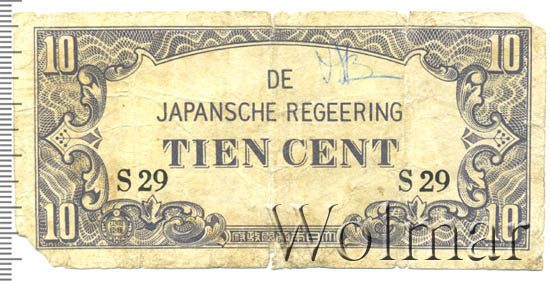 10 10
DE
JAPANSCHE REGEERING
TIEN CENT
S 29 S 29
10 10
Wolmar